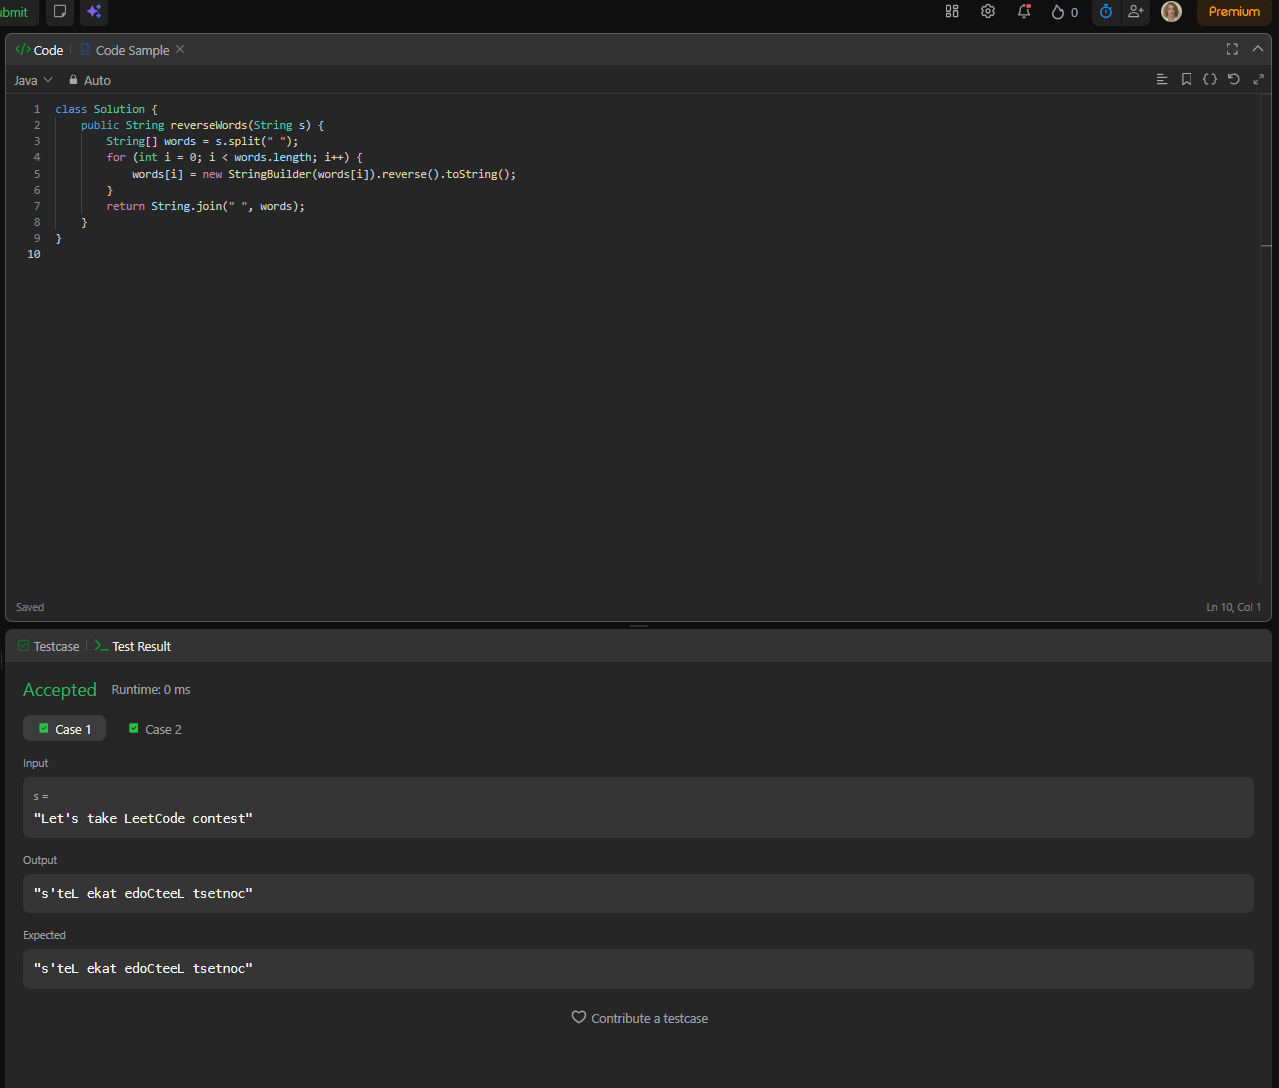 ubmit
0
Premium
</> Code
Code Sample
Java
Auto
1 class Solution {
2     public String reverseWords(String s) {
3         String[] words = s.split(" ");
4         for (int i = 0; i < words.length; i++) {
5             words[i] = new StringBuilder(words[i]).reverse().toString();
6         }
7         return String.join(" ", words);
8     }
9 }
10
Saved
Ln 10, Col 1
Testcase
Test Result
Accepted
Runtime: 0 ms
Case 1
Case 2
Input
s =
"Let's take LeetCode contest"
Output
"s'teL ekat edoCteeL tsetnoc"
Expected
"s'teL ekat edoCteeL tsetnoc"
Contribute a testcase